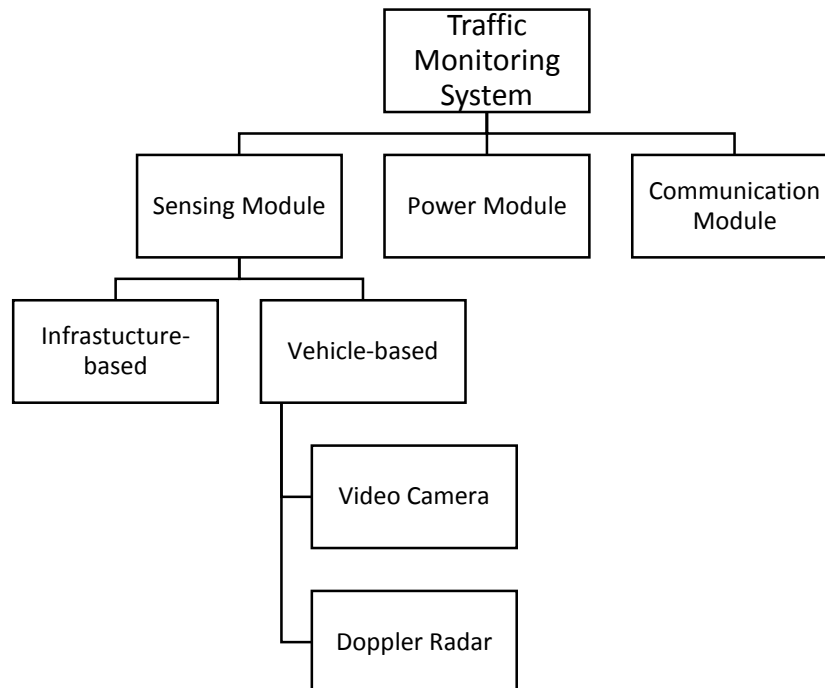 Traffic
Monitoring
System
Sensing Module
Power Module
Communication
Module
Infrastucture-
based
Vehicle-based
Video Camera
Doppler Radar